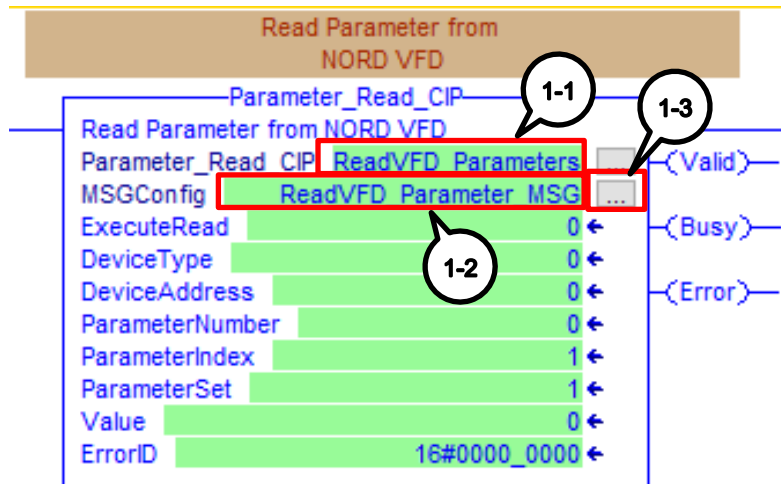 Read Parameter from
NORD VFD
Parameter_Read_CIP
1-1
1-3
Read Parameter from NORD VFD
Parameter_Read_CIP ReadVFD_Parameters ... (Valid)
MSGConfig ReadVFD_Parameter_MSG ...
ExecuteRead 0 (Busy)
DeviceType 0
1-2
DeviceAddress 0 (Error)
ParameterNumber 0
ParameterIndex 1
ParameterSet 1
Value 0
ErrorID 16#0000_0000